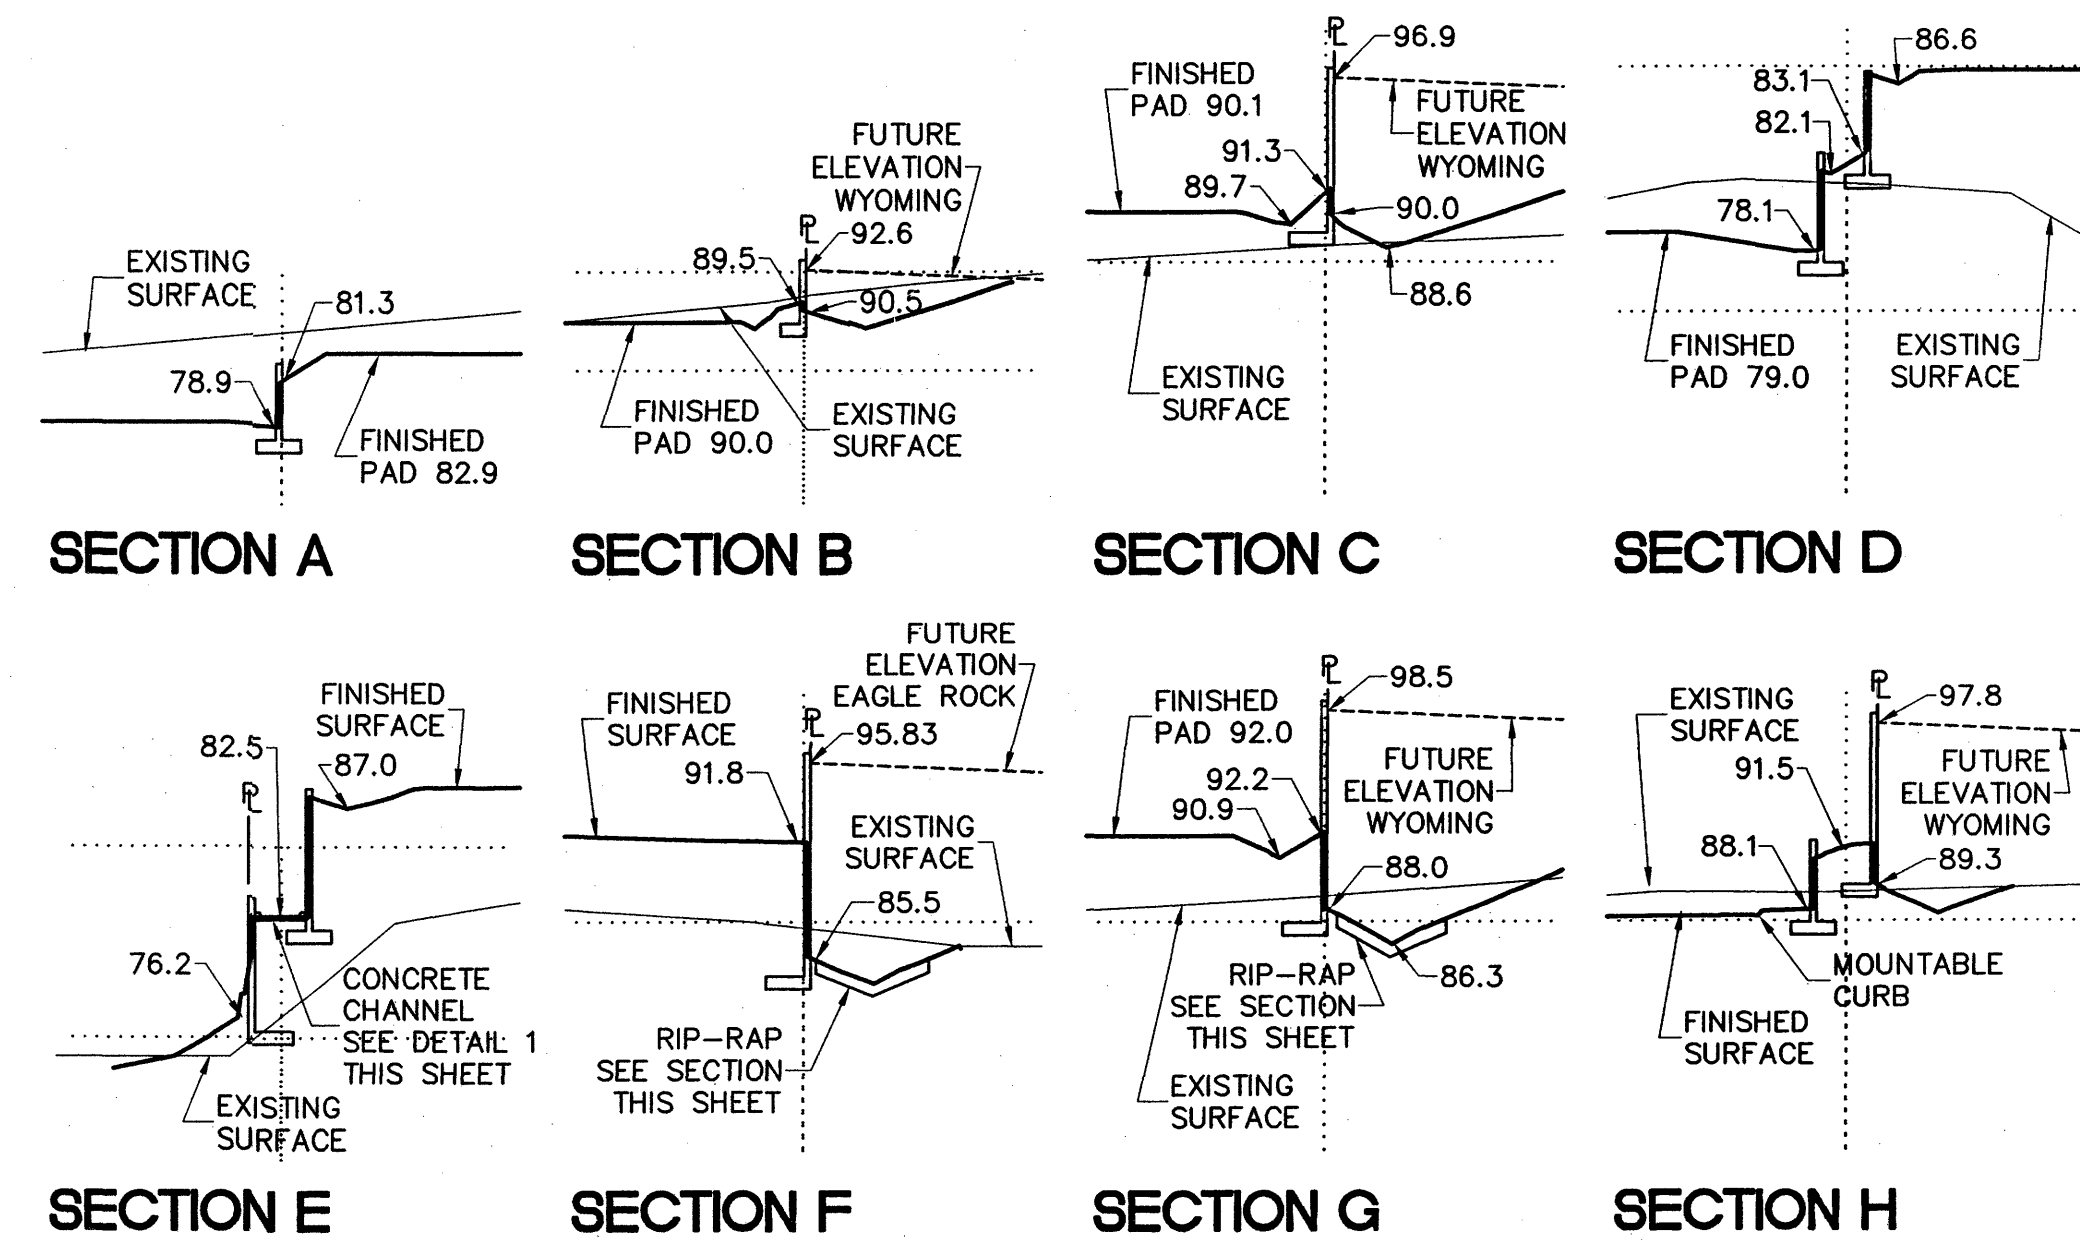 EXISTING
SURFACE
81.3
78.9
FINISHED
PAD 82.9
SECTION A
FUTURE
ELEVATION
WYOMING
PL
92.6
89.5
90.5
FINISHED
PAD 90.0
EXISTING
SURFACE
SECTION B
PL
96.9
FINISHED
PAD 90.1
FUTURE
ELEVATION
WYOMING
91.3
89.7
90.0
88.6
EXISTING
SURFACE
SECTION C
86.6
83.1
82.1
78.1
FINISHED
PAD 79.0
EXISTING
SURFACE
SECTION D
FINISHED
SURFACE
82.5
87.0
PL
76.2
CONCRETE
CHANNEL
SEE DETAIL 1
THIS SHEET
EXISTING
SURFACE
SECTION E
FUTURE
ELEVATION
EAGLE ROCK
FINISHED
SURFACE
PL
95.83
91.8
EXISTING
SURFACE
85.5
RIP-RAP
SEE SECTION
THIS SHEET
SECTION F
PL
98.5
FINISHED
PAD 92.0
FUTURE
ELEVATION
WYOMING
92.2
90.9
88.0
86.3
RIP-RAP
SEE SECTION
THIS SHEET
EXISTING
SURFACE
SECTION G
PL
97.8
EXISTING
SURFACE
91.5
FUTURE
ELEVATION
WYOMING
88.1
89.3
MOUNTABLE
CURB
FINISHED
SURFACE
SECTION H